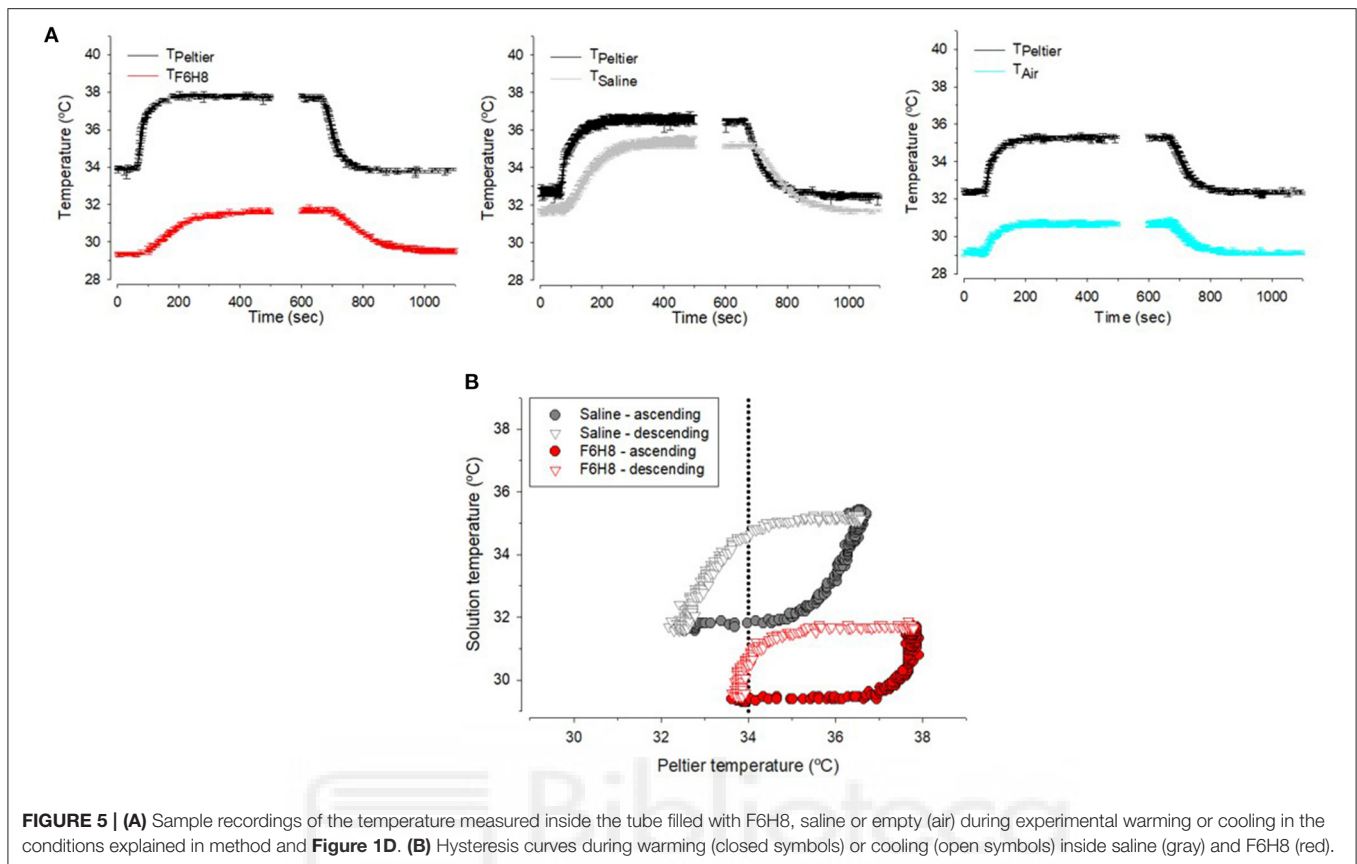 A
40
38
36
34
32
30
28
Temperature (ºC)
TPeltier
TF6H8
0 200 400 600 800 1000
Time (sec)
40
38
36
34
32
30
28
Temperature (ºC)
TPeltier
TSaline
0 200 400 600 800 1000
Time (sec)
40
38
36
34
32
30
28
Temperature (ºC)
TPeltier
TAir
0 200 400 600 800 1000
Time (sec)
B
Saline - ascending
Saline - descending
F6H8 - ascending
F6H8 - descending
38
36
34
32
30
Solution temperature (ºC)
30 32 34 36 38
Peltier temperature (ºC)
FIGURE 5 | (A) Sample recordings of the temperature measured inside the tube filled with F6H8, saline or empty (air) during experimental warming or cooling in the
conditions explained in method and Figure 1D. (B) Hysteresis curves during warming (closed symbols) or cooling (open symbols) inside saline (gray) and F6H8 (red).
Biblioteca